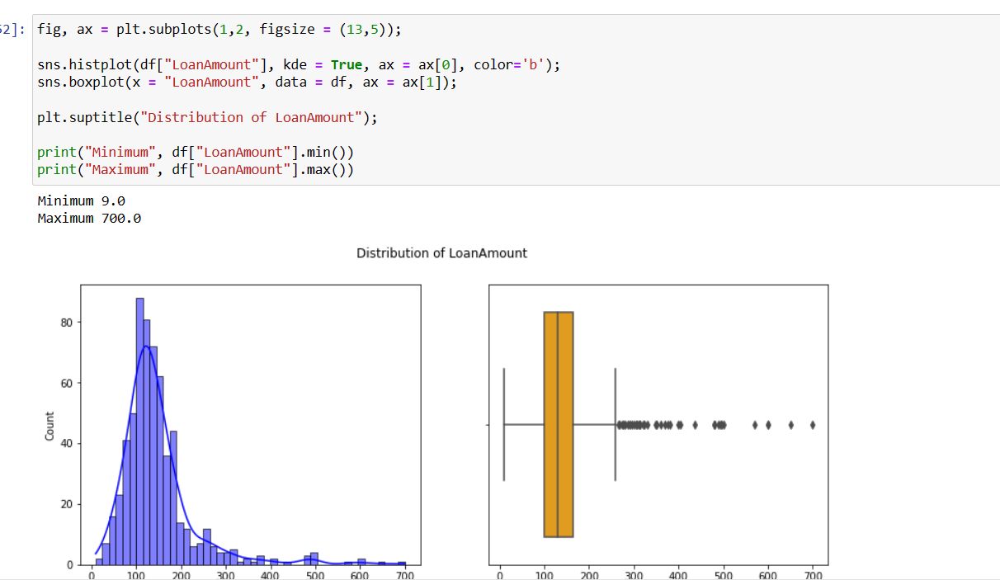 52]:
fig, ax = plt.subplots(1,2, figsize = (13,5));
sns.histplot(df["LoanAmount"], kde = True, ax = ax[0], color='b');
sns.boxplot(x = "LoanAmount", data = df, ax = ax[1]);
plt.suptitle("Distribution of LoanAmount");
print("Minimum", df["LoanAmount"].min())
print("Maximum", df["LoanAmount"].max())
Minimum 9.0
Maximum 700.0
Distribution of LoanAmount
80
60
40
20
0
Count
0 100 200 300 400 500 600 700
0 100 200 300 400 500 600 700